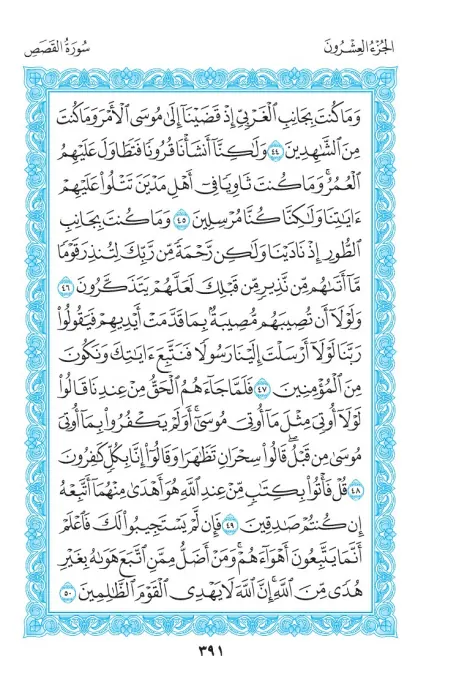 الجُزْءُ العِشْرُونَ
سُورَةُ القَصَصِ
وَمَا كُنتَ بِجَانِبِ ٱلْغَرْبِيِّ إِذْ قَضَيْنَآ إِلَىٰ مُوسَى ٱلْأَمْرَ وَمَا كُنتَ
مِنَ ٱلشَّٰهِدِينَ ٤٤ وَلَٰكِنَّآ أَنشَأْنَا قُرُونًا فَتَطَاوَلَ عَلَيْهِمُ
ٱلْعُمُرُ ۚ وَمَا كُنتَ ثَاوِيًا فِىٓ أَهْلِ مَدْيَنَ تَتْلُوا۟ عَلَيْهِمْ
ءَايَٰتِنَا وَلَٰكِنَّا كُنَّا مُرْسِلِينَ ٤٥ وَمَا كُنتَ بِجَانِبِ
ٱلطُّورِ إِذْ نَادَيْنَا وَلَٰكِن رَّحْمَةً مِّن رَّبِّكَ لِتُنذِرَ قَوْمًا
مَّآ أَتَىٰهُم مِّن نَّذِيرٍ مِّن قَبْلِكَ لَعَلَّهُمْ يَتَذَكَّرُونَ ٤٦
وَلَوْلَآ أَن تُصِيبَهُم مُّصِيبَةٌۢ بِمَا قَدَّمَتْ أَيْدِيهِمْ فَيَقُولُوا۟
رَبَّنَا لَوْلَآ أَرْسَلْتَ إِلَيْنَا رَسُولًا فَنَتَّبِعَ ءَايَٰتِكَ وَنَكُونَ
مِنَ ٱلْمُؤْمِنِينَ ٤٧ فَلَمَّا جَآءَهُمُ ٱلْحَقُّ مِنْ عِندِنَا قَالُوا۟
لَوْلَآ أُوتِىَ مِثْلَ مَآ أُوتِىَ مُوسَىٰٓ ۚ أَوَلَمْ يَكْفُرُوا۟ بِمَآ أُوتِىَ
مُوسَىٰ مِن قَبْلُ ۖ قَالُوا۟ سِحْرَانِ تَظَٰهَرَا وَقَالُوٓا۟ إِنَّا بِكُلٍّ كَٰفِرُونَ
٤٨ قُلْ فَأْتُوا۟ بِكِتَٰبٍ مِّنْ عِندِ ٱللَّهِ هُوَ أَهْدَىٰ مِنْهُمَآ أَتَّبِعْهُ
إِن كُنتُمْ صَٰدِقِينَ ٤٩ فَإِن لَّمْ يَسْتَجِيبُوا۟ لَكَ فَٱعْلَمْ
أَنَّمَا يَتَّبِعُونَ أَهْوَآءَهُمْ ۚ وَمَنْ أَضَلُّ مِمَّنِ ٱتَّبَعَ هَوَىٰهُ بِغَيْرِ
هُدًى مِّنَ ٱللَّهِ ۚ إِنَّ ٱللَّهَ لَا يَهْدِى ٱلْقَوْمَ ٱلظَّٰلِمِينَ ٥٠
٣٩١